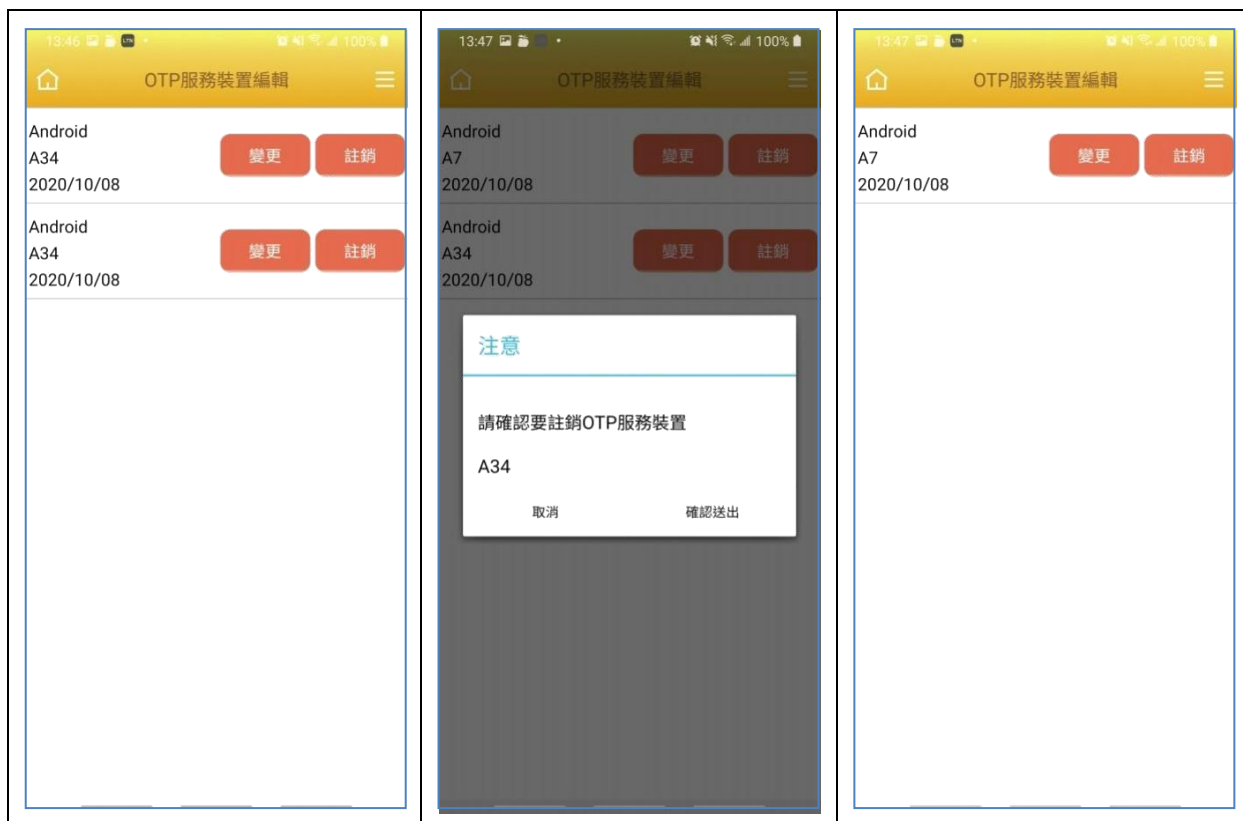 13:46 LTN 100%
OTP服務裝置編輯
Android
A34
2020/10/08
變更 註銷
Android
A34
2020/10/08
變更 註銷
13:47 100%
OTP服務裝置編輯
Android
A7
2020/10/08
變更 註銷
Android
A34
2020/10/08
變更 註銷
注意
請確認要註銷OTP服務裝置
A34
取消 確認送出
13:47 LTN 100%
OTP服務裝置編輯
Android
A7
2020/10/08
變更 註銷